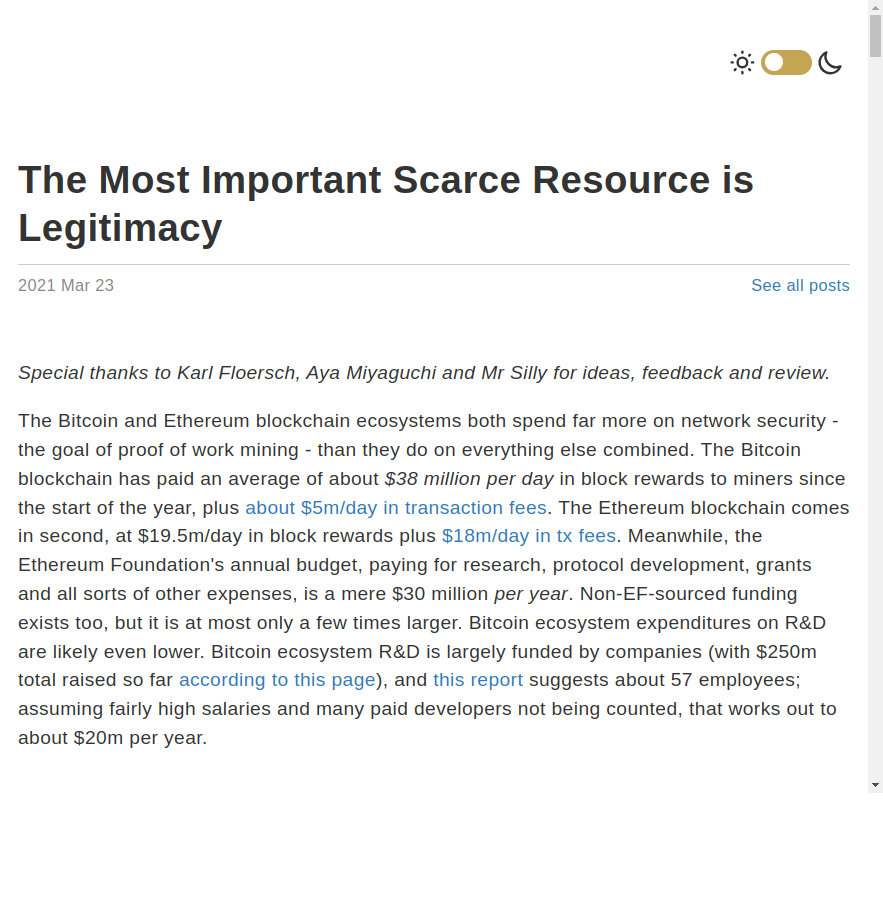 The Most Important Scarce Resource is
Legitimacy
2021 Mar 23
See all posts
Special thanks to Karl Floersch, Aya Miyaguchi and Mr Silly for ideas, feedback and review.
The Bitcoin and Ethereum blockchain ecosystems both spend far more on network security -
the goal of proof of work mining - than they do on everything else combined. The Bitcoin
blockchain has paid an average of about $38 million per day in block rewards to miners since
the start of the year, plus about $5m/day in transaction fees. The Ethereum blockchain comes
in second, at $19.5m/day in block rewards plus $18m/day in tx fees. Meanwhile, the
Ethereum Foundation's annual budget, paying for research, protocol development, grants
and all sorts of other expenses, is a mere $30 million per year. Non-EF-sourced funding
exists too, but it is at most only a few times larger. Bitcoin ecosystem expenditures on R&D
are likely even lower. Bitcoin ecosystem R&D is largely funded by companies (with $250m
total raised so far according to this page), and this report suggests about 57 employees;
assuming fairly high salaries and many paid developers not being counted, that works out to
about $20m per year.